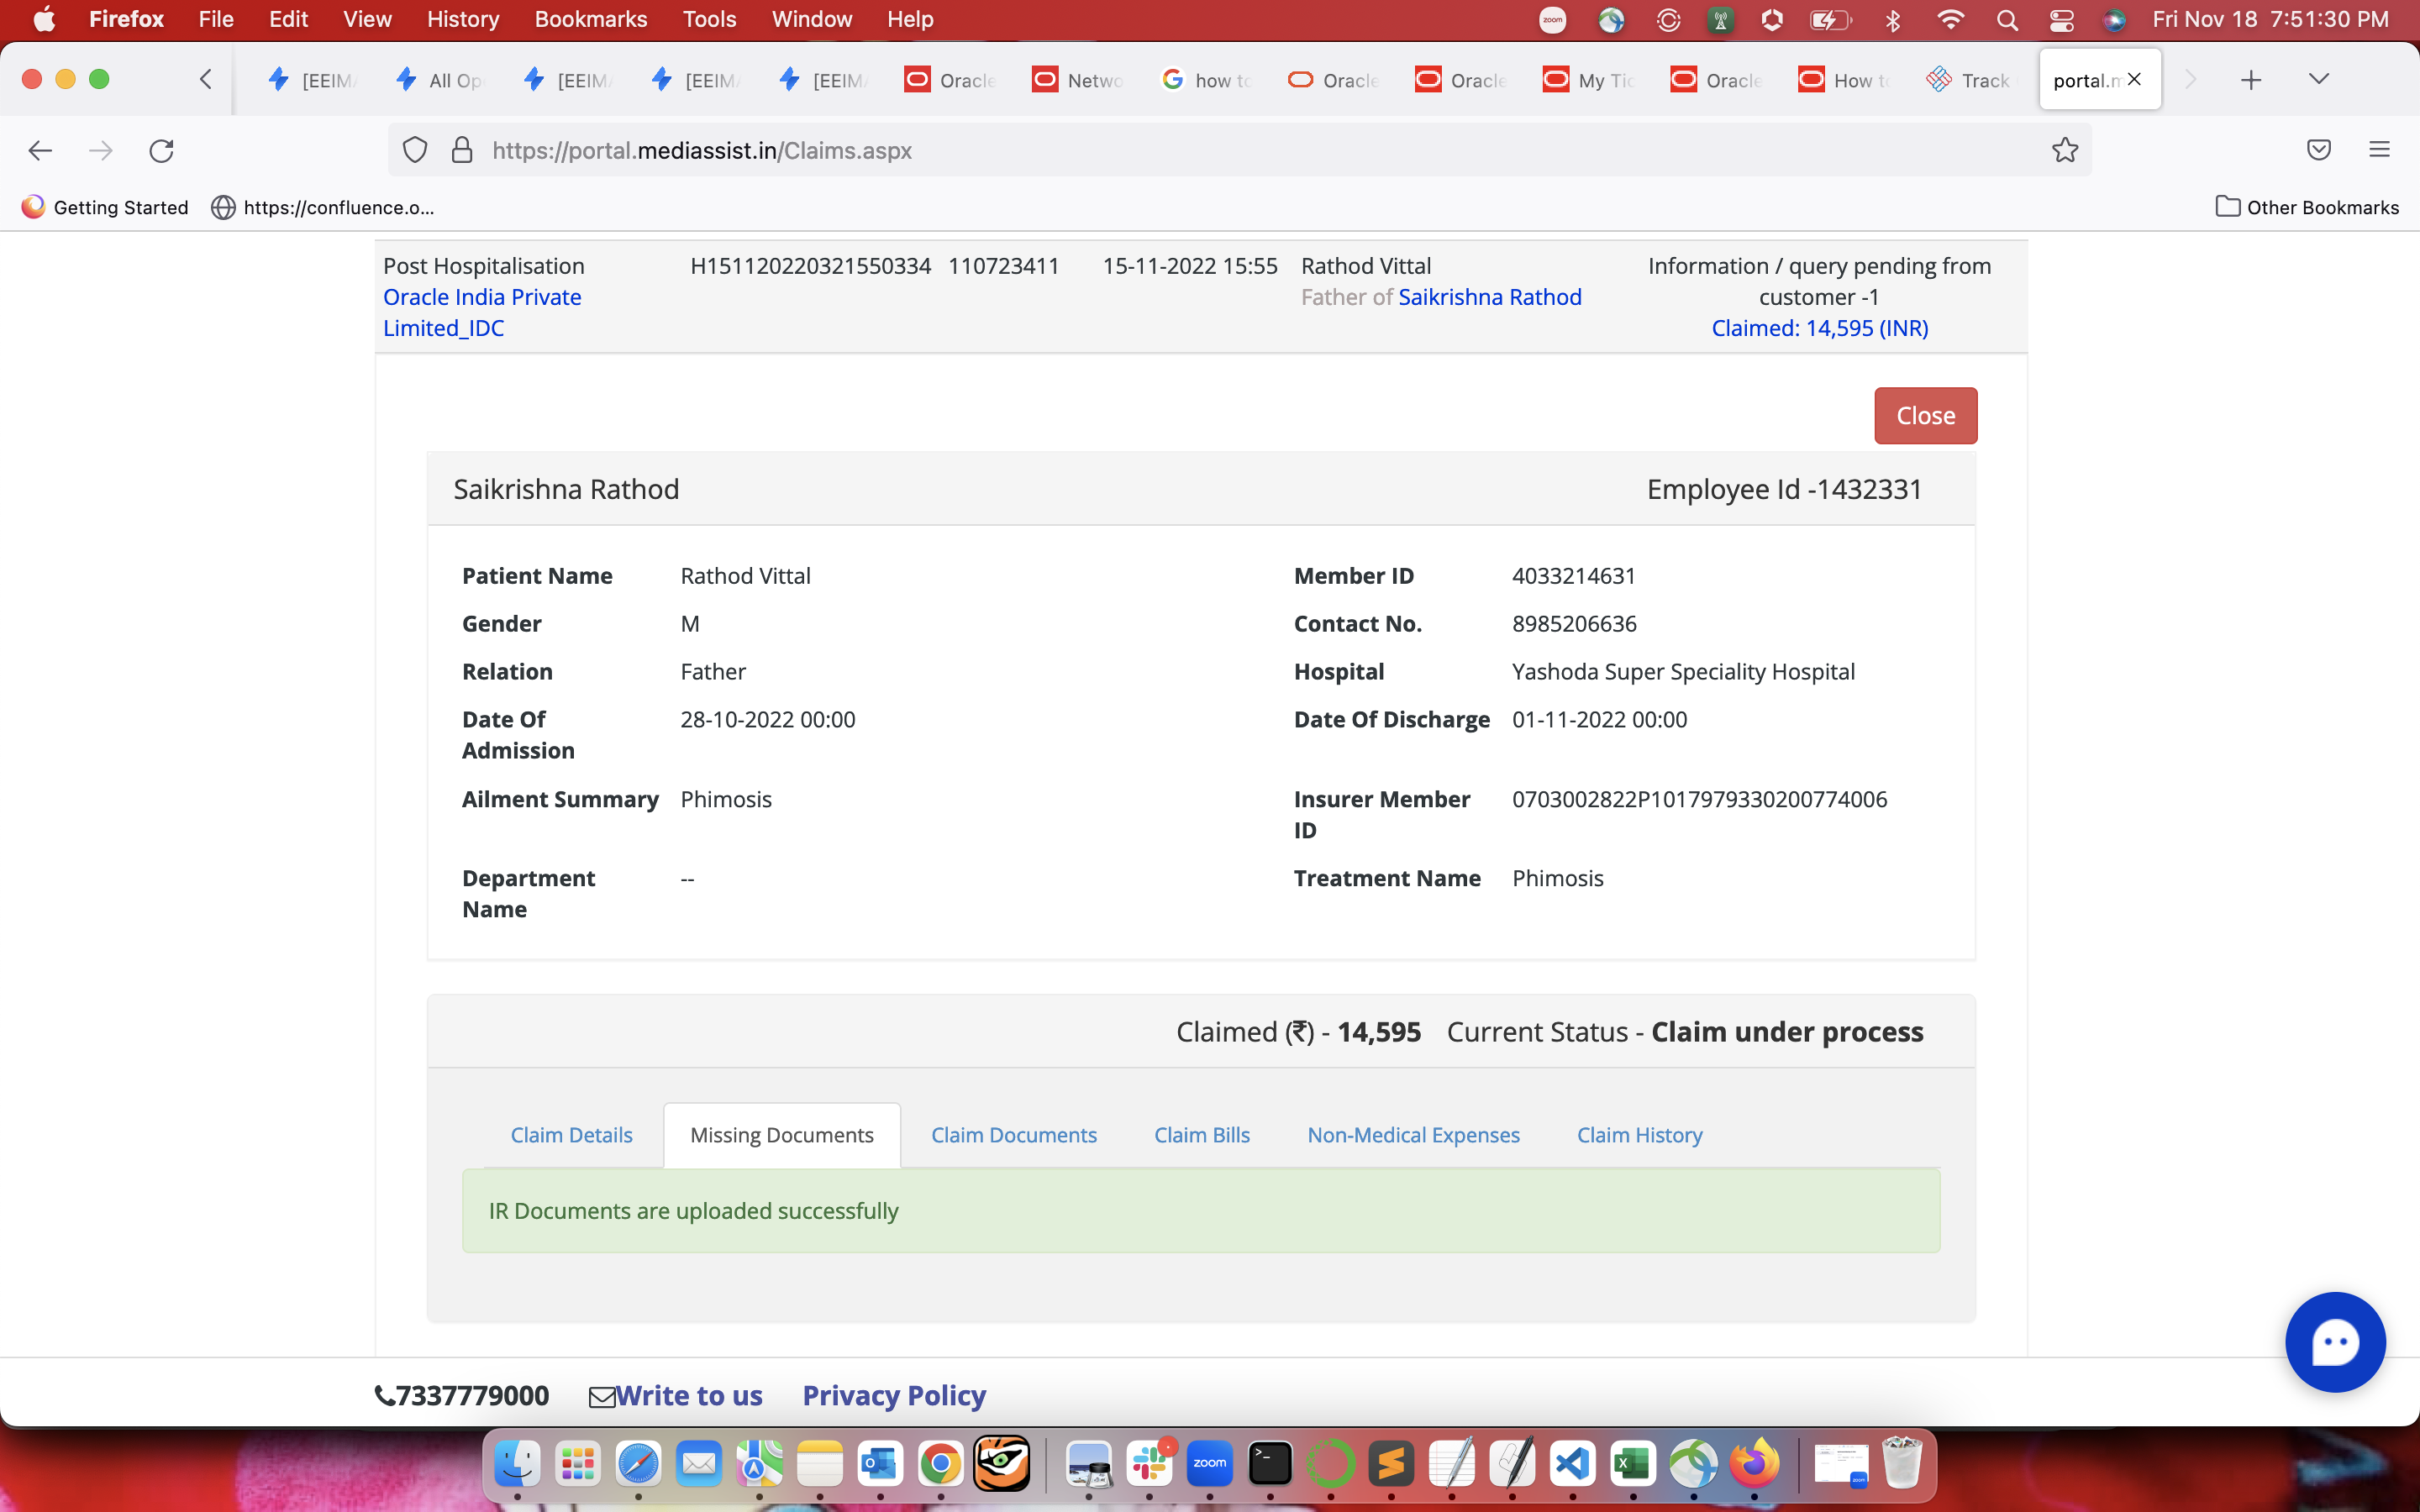 Firefox File Edit View History Bookmarks Tools Window Help zoom Fri Nov 18 7:51:30 PM
[EEIM All Op [EEIM [EEIM [EEIM Oracle Netwo how to Oracle Oracle My Tic Oracle How to Track portal.m
https://portal.mediassist.in/Claims.aspx
Getting Started https://confluence.o... Other Bookmarks
Post Hospitalisation H151120220321550334 110723411 15-11-2022 15:55 Rathod Vittal Information / query pending from
Oracle India Private Father of Saikrishna Rathod customer -1
Limited_IDC Claimed: 14,595 (INR)
Close
Saikrishna Rathod Employee Id -1432331
Patient Name Rathod Vittal Member ID 4033214631
Gender M Contact No. 8985206636
Relation Father Hospital Yashoda Super Speciality Hospital
Date Of 28-10-2022 00:00 Date Of Discharge 01-11-2022 00:00
Admission
Ailment Summary Phimosis Insurer Member 0703002822P1017979330200774006
ID
Department -- Treatment Name Phimosis
Name
Claimed (₹) - 14,595 Current Status - Claim under process
Claim Details Missing Documents Claim Documents Claim Bills Non-Medical Expenses Claim History
IR Documents are uploaded successfully
7337779000 Write to us Privacy Policy
zoom